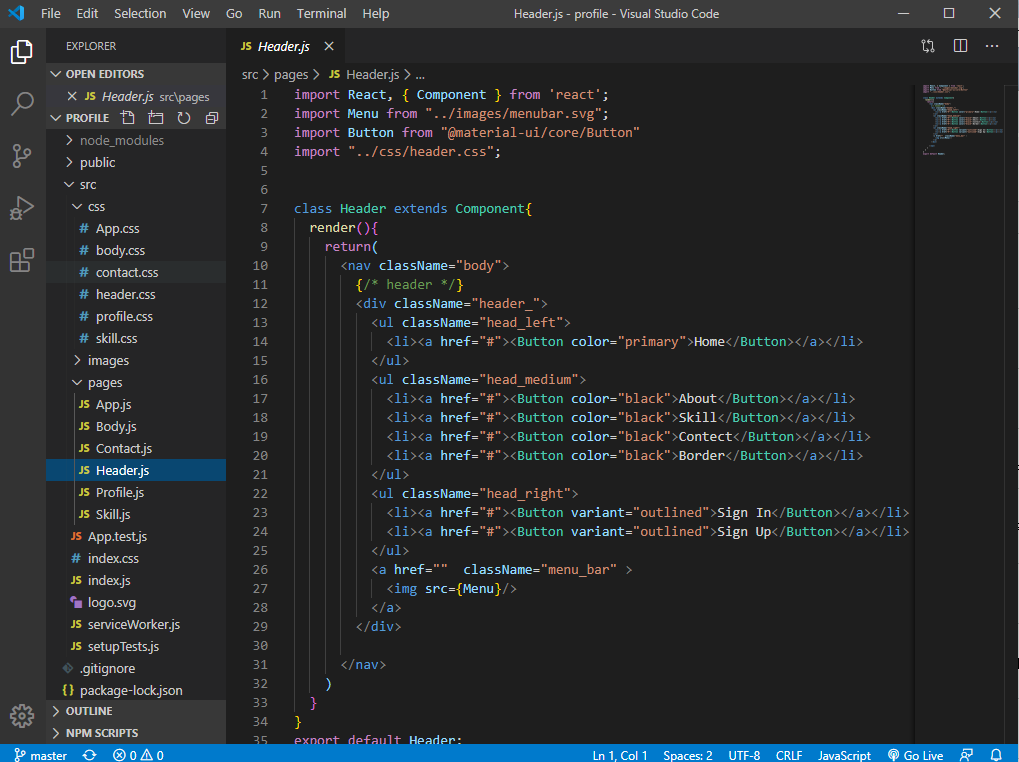 File Edit Selection View Go Run Terminal Help Header.js - profile - Visual Studio Code
EXPLORER
OPEN EDITORS
JS Header.js src\pages
PROFILE
node_modules
public
src
css
# App.css
# body.css
# contact.css
# header.css
# profile.css
# skill.css
images
pages
JS App.js
JS Body.js
JS Contact.js
JS Header.js
JS Profile.js
JS Skill.js
JS App.test.js
# index.css
JS index.js
logo.svg
JS serviceWorker.js
JS setupTests.js
.gitignore
{} package-lock.json
OUTLINE
NPM SCRIPTS
JS Header.js
src > pages > JS Header.js > ...
1 import React, { Component } from 'react';
2 import Menu from "../images/menubar.svg";
3 import Button from "@material-ui/core/Button"
4 import "../css/header.css";
5
6
7 class Header extends Component{
8 render(){
9 return(
10 <nav className="body">
11 {/* header */}
12 <div className="header_">
13 <ul className="head_left">
14 <li><a href="#"><Button color="primary">Home</Button></a></li>
15 </ul>
16 <ul className="head_medium">
17 <li><a href="#"><Button color="black">About</Button></a></li>
18 <li><a href="#"><Button color="black">Skill</Button></a></li>
19 <li><a href="#"><Button color="black">Contect</Button></a></li>
20 <li><a href="#"><Button color="black">Border</Button></a></li>
21 </ul>
22 <ul className="head_right">
23 <li><a href="#"><Button variant="outlined">Sign In</Button></a></li>
24 <li><a href="#"><Button variant="outlined">Sign Up</Button></a></li>
25 </ul>
26 <a href=""  className="menu_bar" >
27 <img src={Menu}/>
28 </a>
29 </div>
30
31 </nav>
32 )
33 }
34 }
35 export default Header;
master 0 0 Ln 1, Col 1 Spaces: 2 UTF-8 CRLF JavaScript Go Live